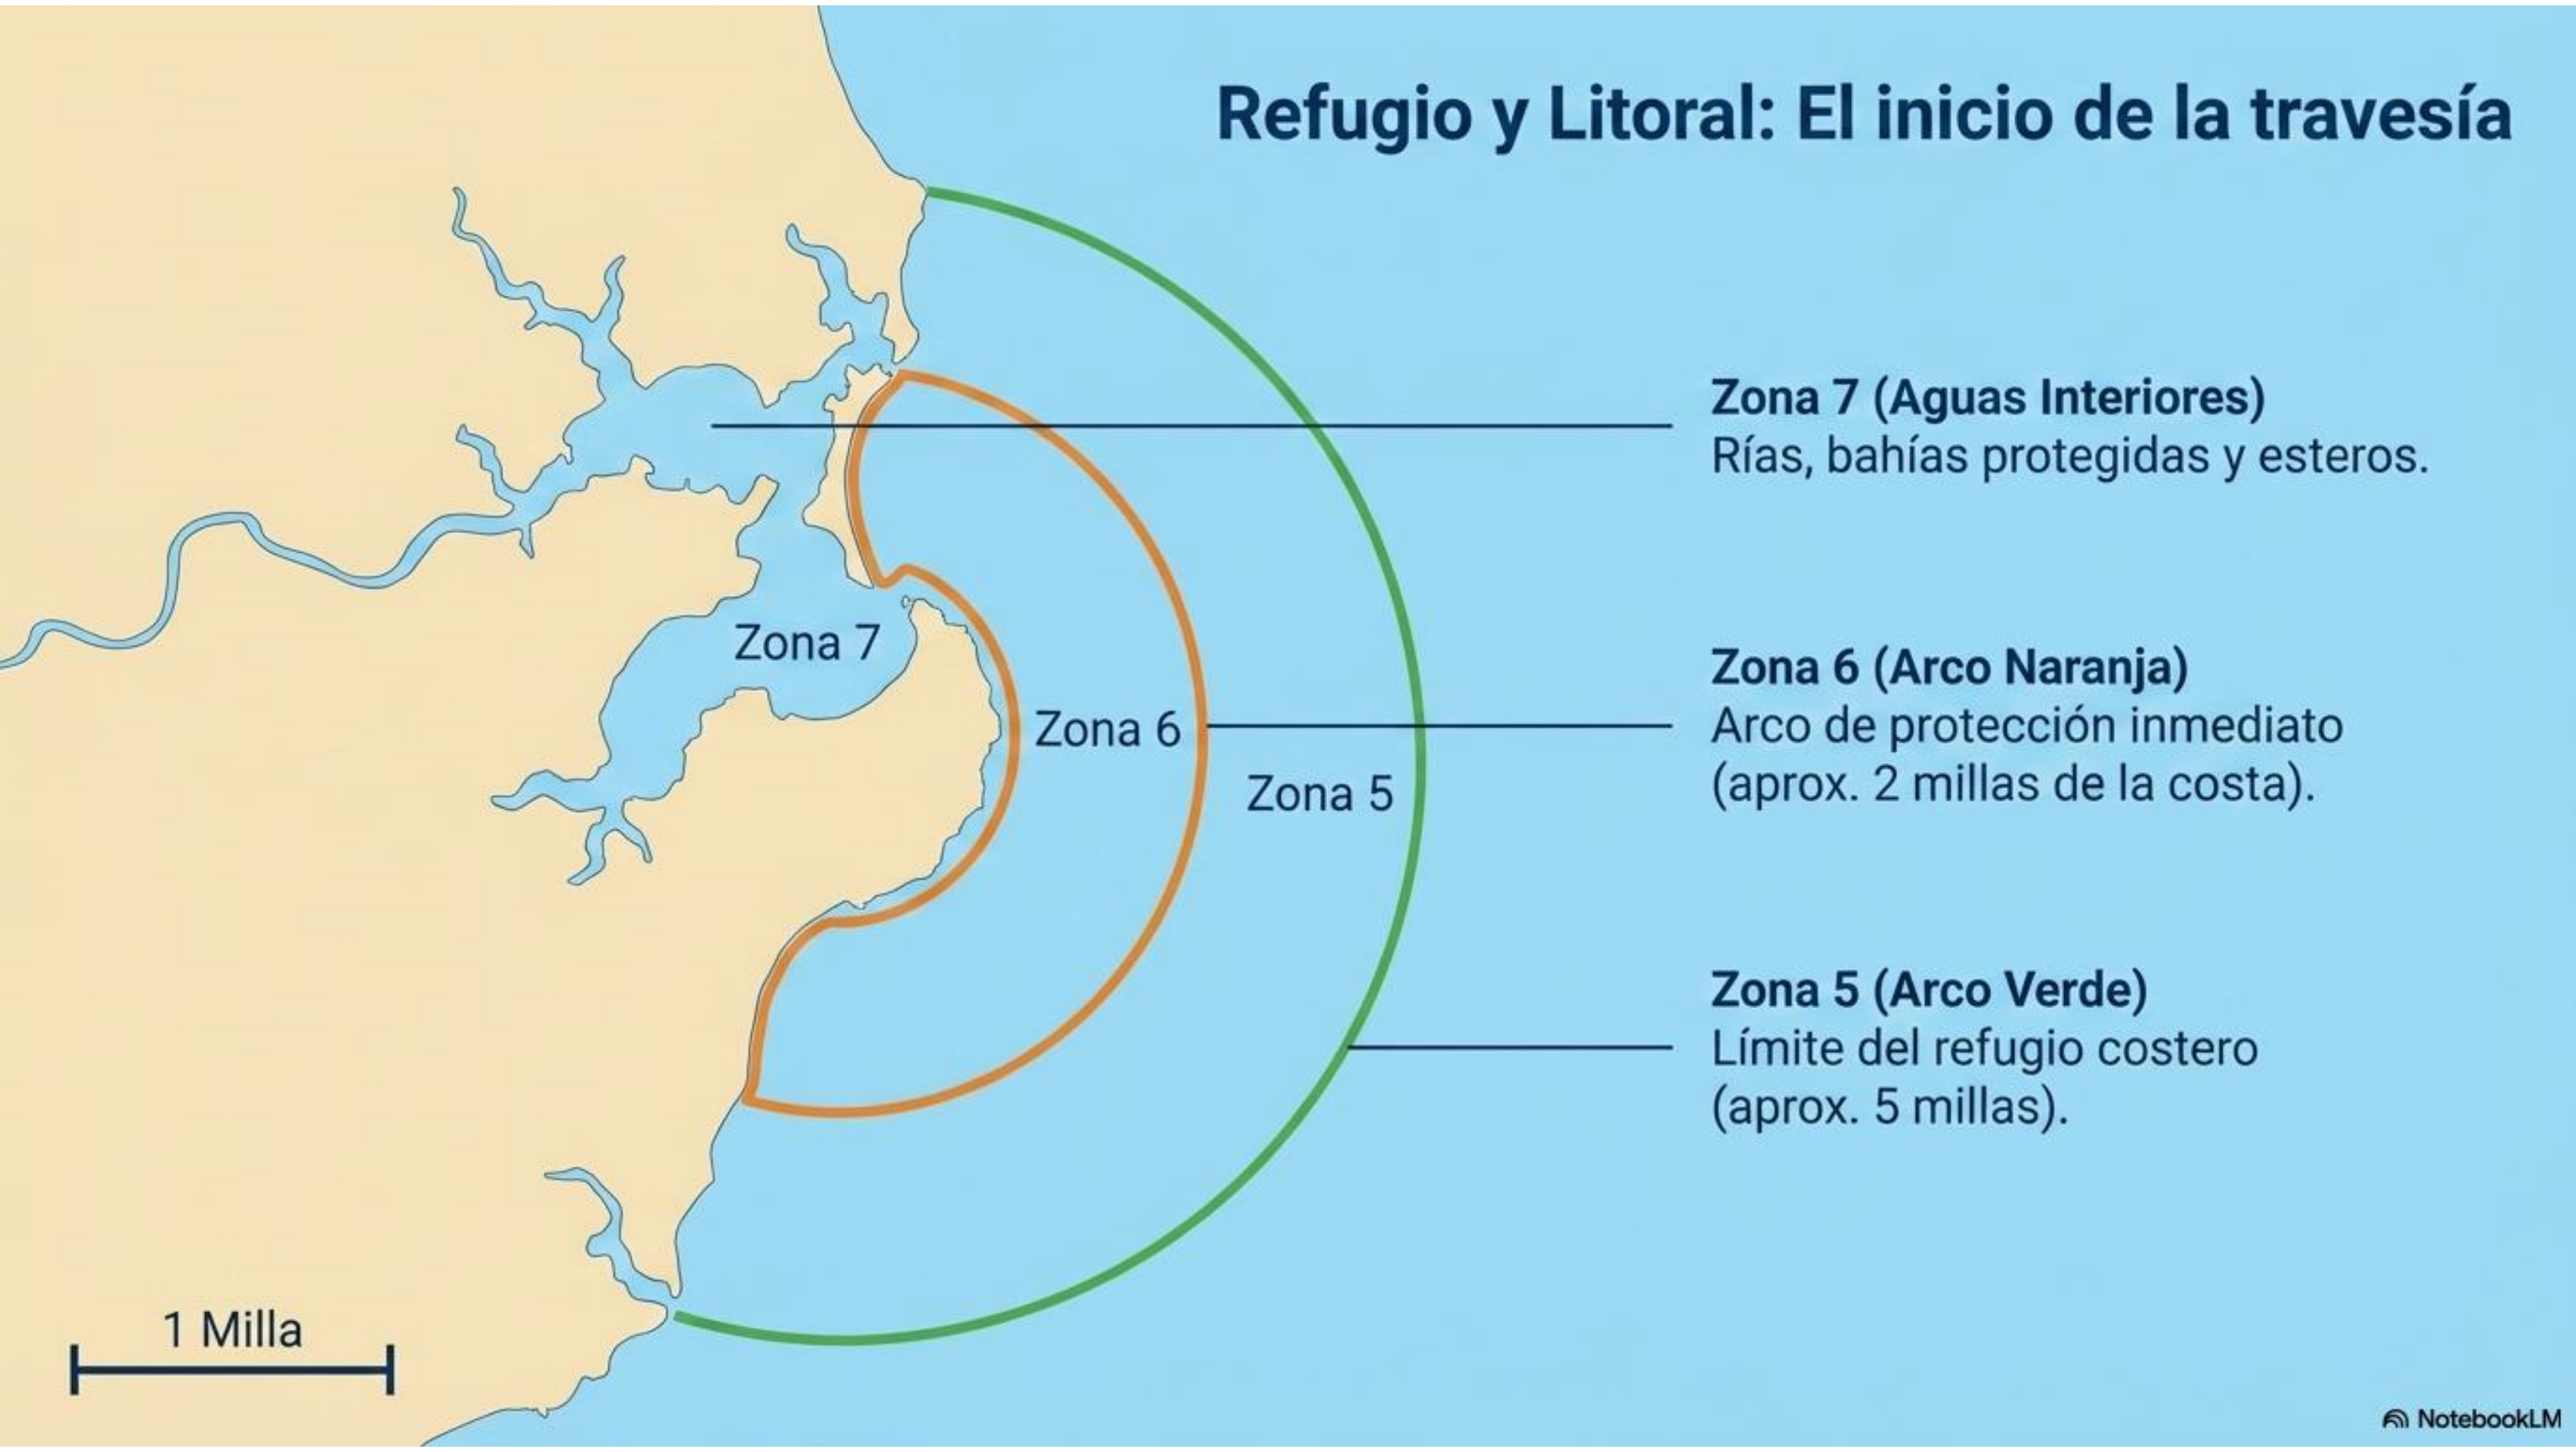 Refugio y Litoral: El inicio de la travesía
Zona 7 (Aguas Interiores)
Rías, bahías protegidas y esteros.
Zona 7
Zona 6 (Arco Naranja)
Arco de protección inmediato
(aprox. 2 millas de la costa).
Zona 6
Zona 5
Zona 5 (Arco Verde)
Límite del refugio costero
(aprox. 5 millas).
1 Milla
NotebookLM